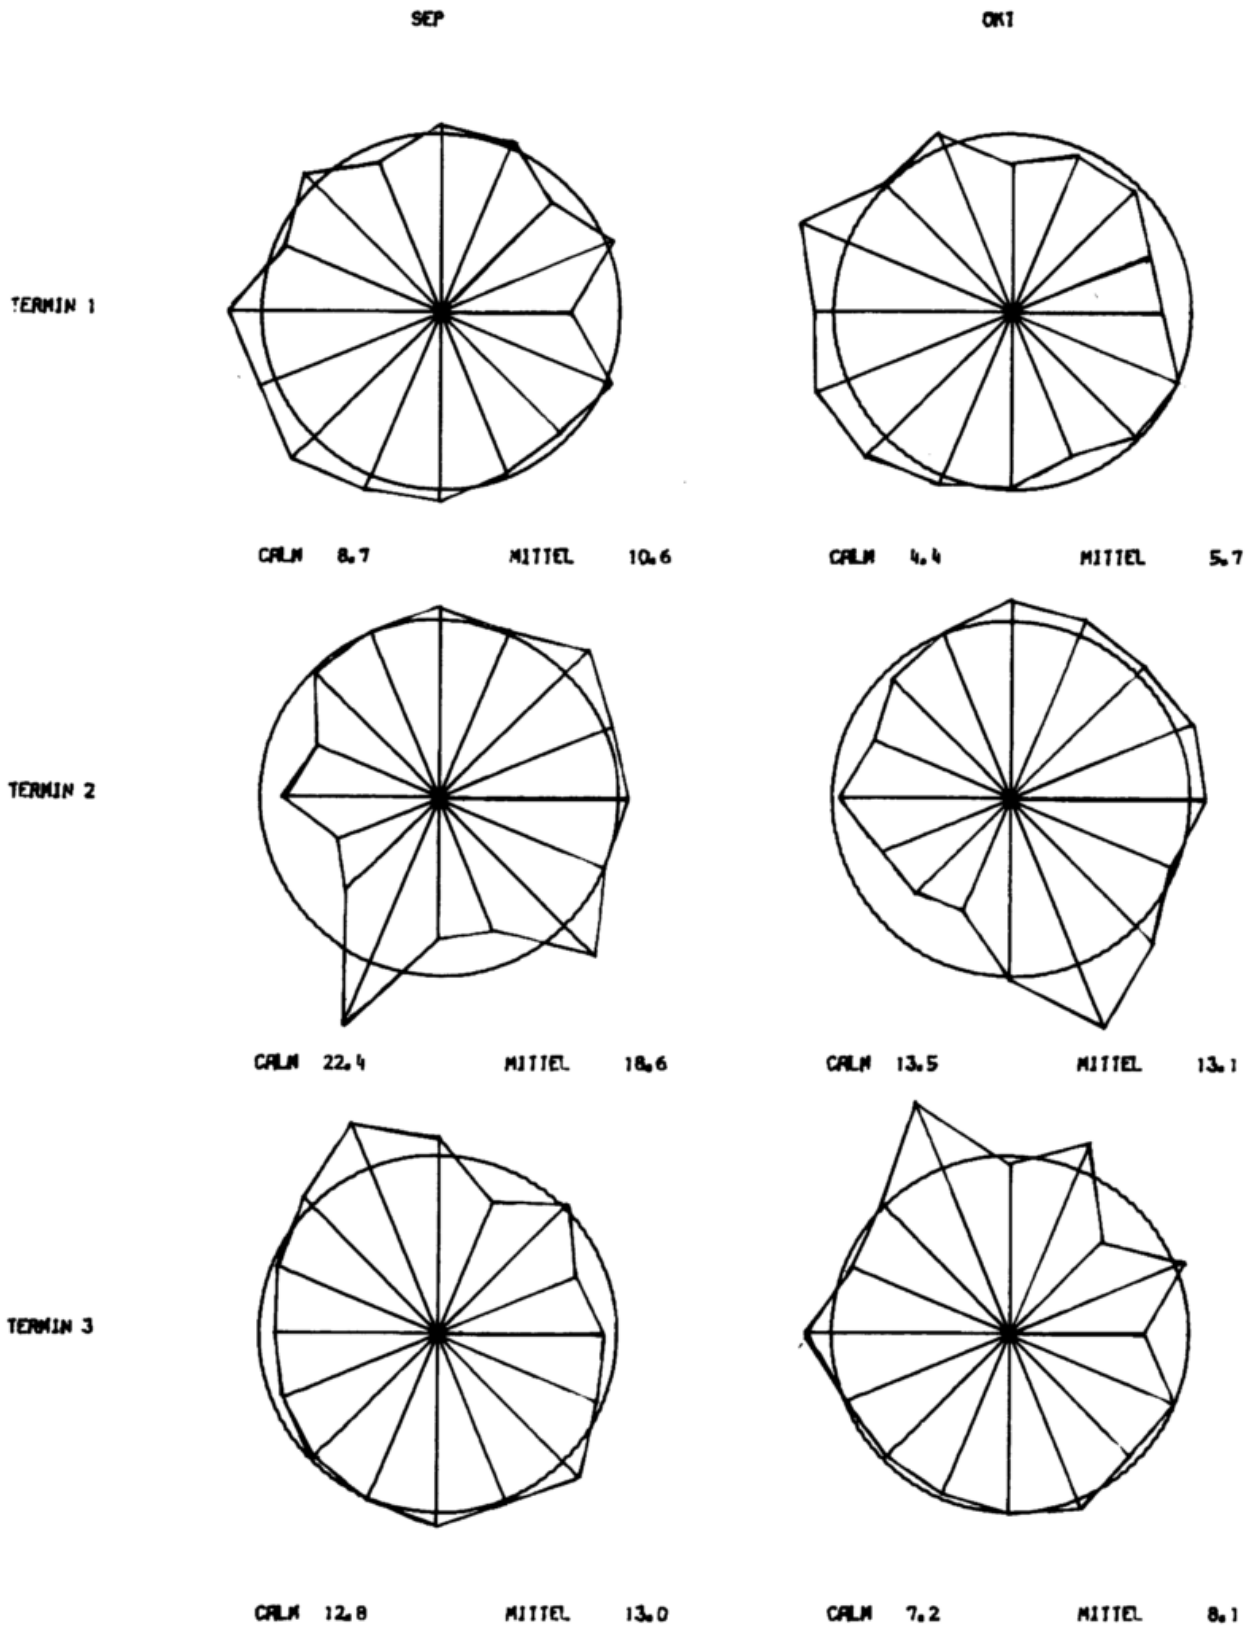 SEP OKT
TERMIN 1
CALM 8.7 MITTEL 10.6 CALM 4.4 MITTEL 5.7
TERMIN 2
CALM 22.4 MITTEL 18.6 CALM 13.5 MITTEL 13.1
TERMIN 3
CALM 12.8 MITTEL 13.0 CALM 7.2 MITTEL 8.1